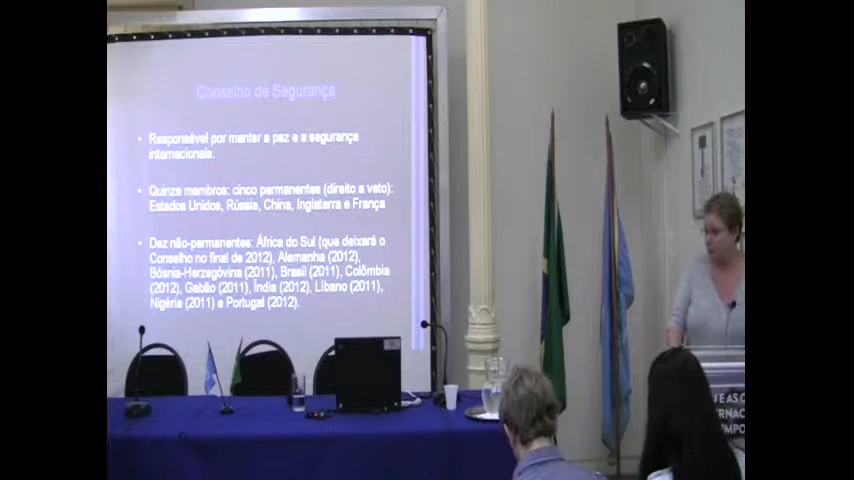 Conselho de Segurança
• Responsável por manter a paz e a segurança
internacionais.
• Quinze membros: cinco permanentes (direito a veto):
Estados Unidos, Rússia, China, Inglaterra e França
• Dez não-permanentes: África do Sul (que deixará o
Conselho no final de 2012), Alemanha (2012),
Bósnia-Herzegóvina (2011), Brasil (2011), Colômbia
(2012), Gabão (2011), Índia (2012), Líbano (2011),
Nigéria (2011) e Portugal (2012).